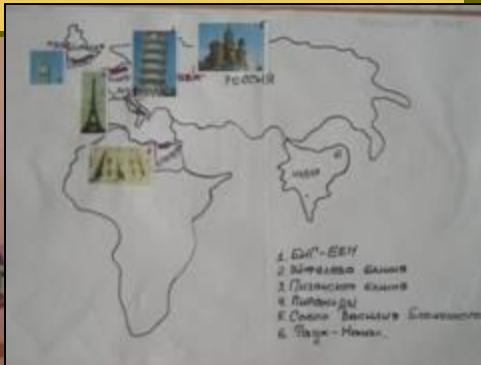 РОССИЯ
ИНДИЯ
1. БИГ-БЕН
2. Эйфелева башня
3. Пизанская башня
4. Пирамиды
5. Собор Василия Блаженного
6. Тадж-Махал.